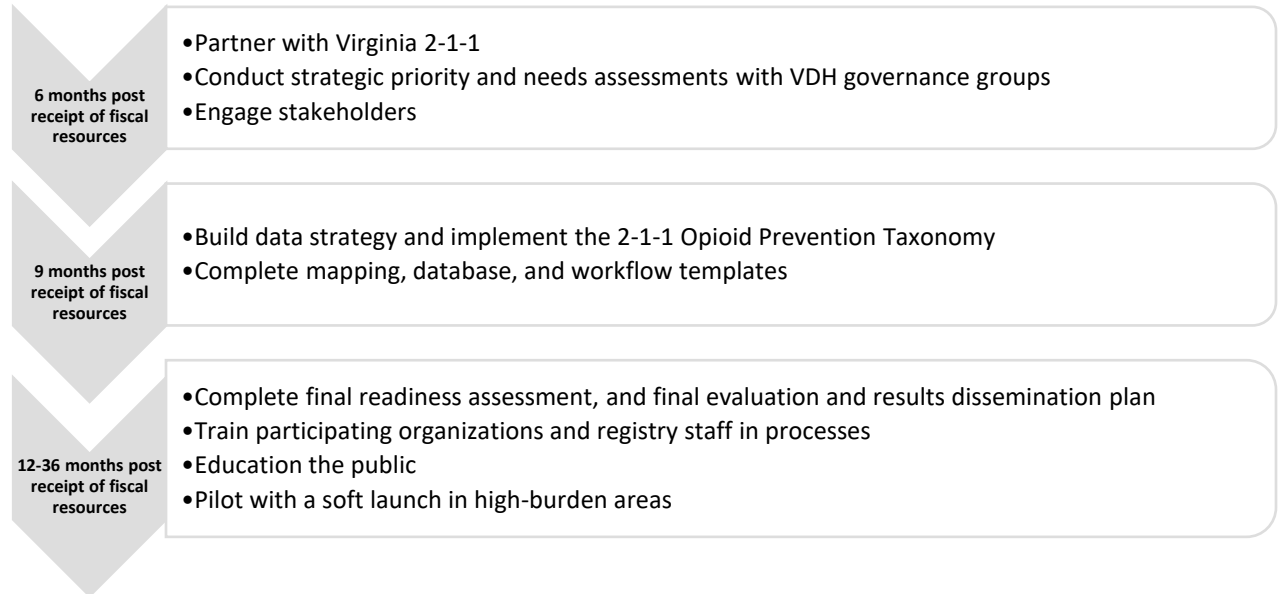 6 months post
receipt of fiscal
resources
•Partner with Virginia 2-1-1
•Conduct strategic priority and needs assessments with VDH governance groups
•Engage stakeholders
9 months post
receipt of fiscal
resources
•Build data strategy and implement the 2-1-1 Opioid Prevention Taxonomy
•Complete mapping, database, and workflow templates
12-36 months post
receipt of fiscal
resources
•Complete final readiness assessment, and final evaluation and results dissemination plan
•Train participating organizations and registry staff in processes
•Education the public
•Pilot with a soft launch in high-burden areas